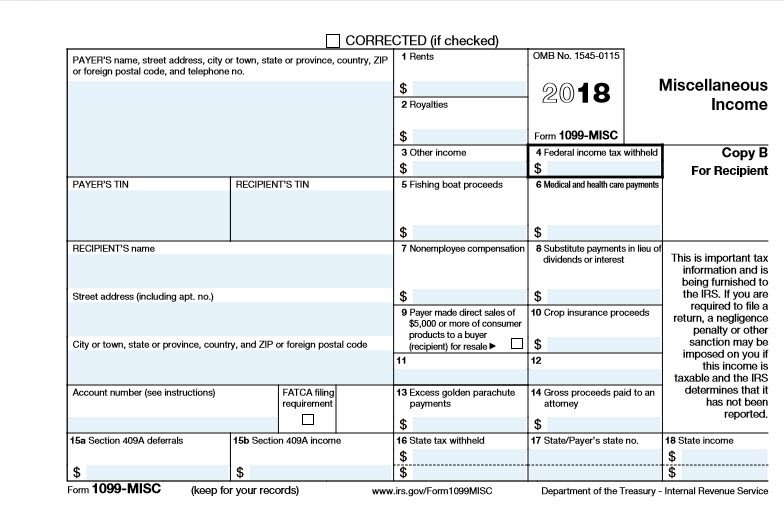 CORRECTED (if checked)
PAYER'S name, street address, city or town, state or province, country, ZIP
or foreign postal code, and telephone no.
1 Rents
$
2 Royalties
$
OMB No. 1545-0115
2018
Form 1099-MISC
Miscellaneous
Income
3 Other income
$
4 Federal income tax withheld
$
Copy B
For Recipient
PAYER'S TIN
RECIPIENT'S TIN
5 Fishing boat proceeds
$
6 Medical and health care payments
$
RECIPIENT'S name
7 Nonemployee compensation
$
8 Substitute payments in lieu of
dividends or interest
$
This is important tax
information and is
being furnished to
the IRS. If you are
required to file a
return, a negligence
penalty or other
sanction may be
imposed on you if
this income is
taxable and the IRS
determines that it
has not been
reported.
Street address (including apt. no.)
9 Payer made direct sales of
$5,000 or more of consumer
products to a buyer
(recipient) for resale ►
10 Crop insurance proceeds
$
City or town, state or province, country, and ZIP or foreign postal code
11
12
Account number (see instructions)
FATCA filing
requirement
13 Excess golden parachute
payments
$
14 Gross proceeds paid to an
attorney
$
15a Section 409A deferrals
$
15b Section 409A income
$
16 State tax withheld
$
$
17 State/Payer's state no.
18 State income
$
$
Form 1099-MISC
(keep for your records)
www.irs.gov/Form1099MISC
Department of the Treasury - Internal Revenue Service